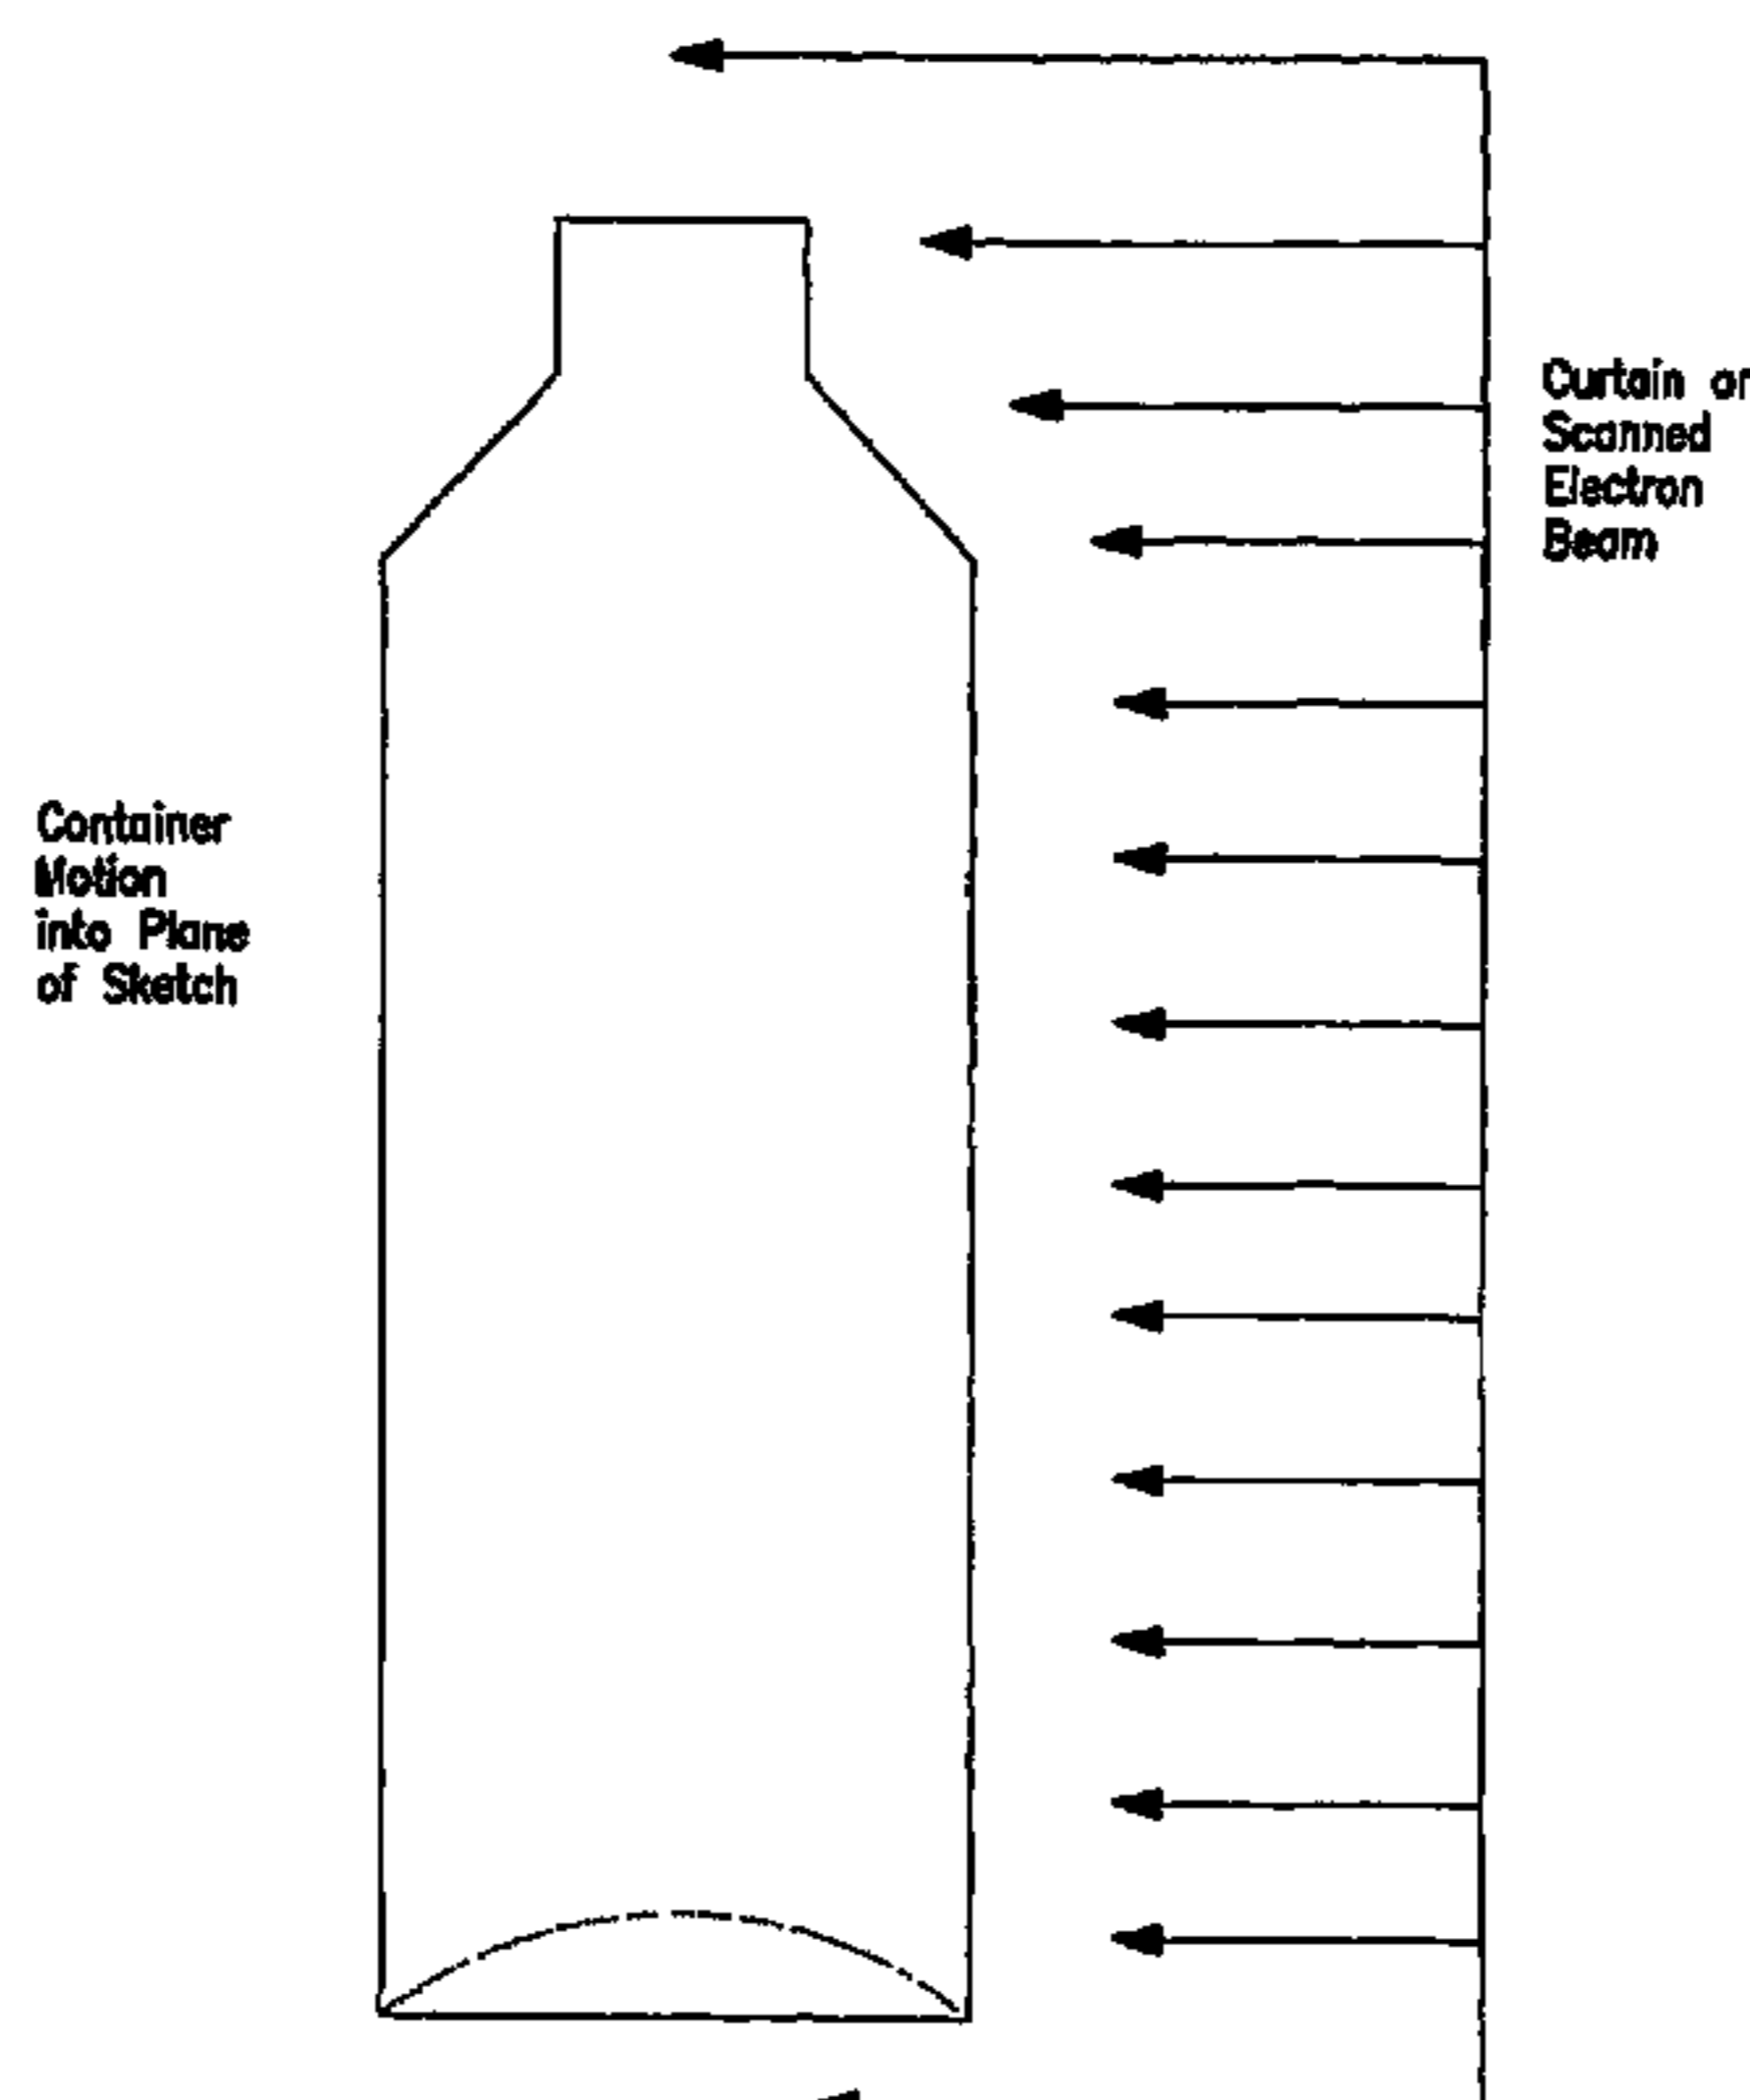 Curtain or
Scanned
Electron
Beam
Container
Motion
into Plane
of Sketch